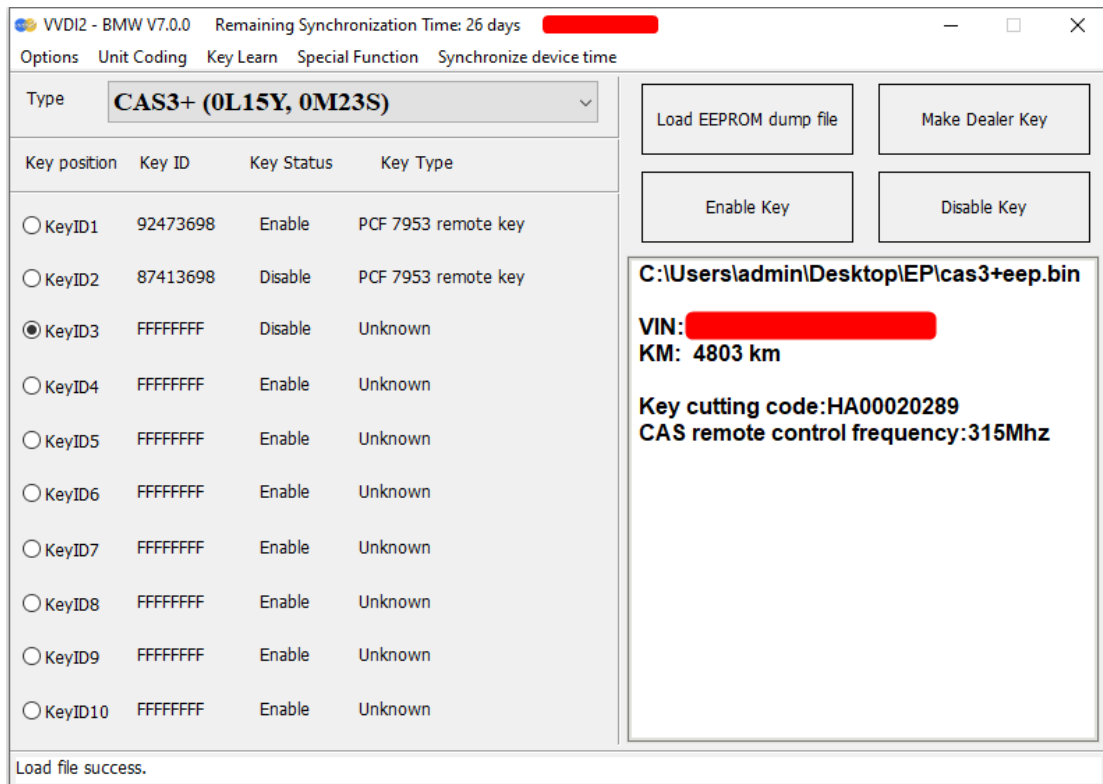 VVDI2 - BMW V7.0.0 Remaining Synchronization Time: 26 days
Options Unit Coding Key Learn Special Function Synchronize device time
Type CAS3+ (0L15Y, 0M23S)
Load EEPROM dump file Make Dealer Key
Enable Key Disable Key
Key position Key ID Key Status Key Type
KeyID1 92473698 Enable PCF 7953 remote key
KeyID2 87413698 Disable PCF 7953 remote key
KeyID3 FFFFFFFF Disable Unknown
KeyID4 FFFFFFFF Enable Unknown
KeyID5 FFFFFFFF Enable Unknown
KeyID6 FFFFFFFF Enable Unknown
KeyID7 FFFFFFFF Enable Unknown
KeyID8 FFFFFFFF Enable Unknown
KeyID9 FFFFFFFF Enable Unknown
KeyID10 FFFFFFFF Enable Unknown
C:\Users\admin\Desktop\EP\cas3+eep.bin
VIN:
KM: 4803 km
Key cutting code:HA00020289
CAS remote control frequency:315Mhz
Load file success.